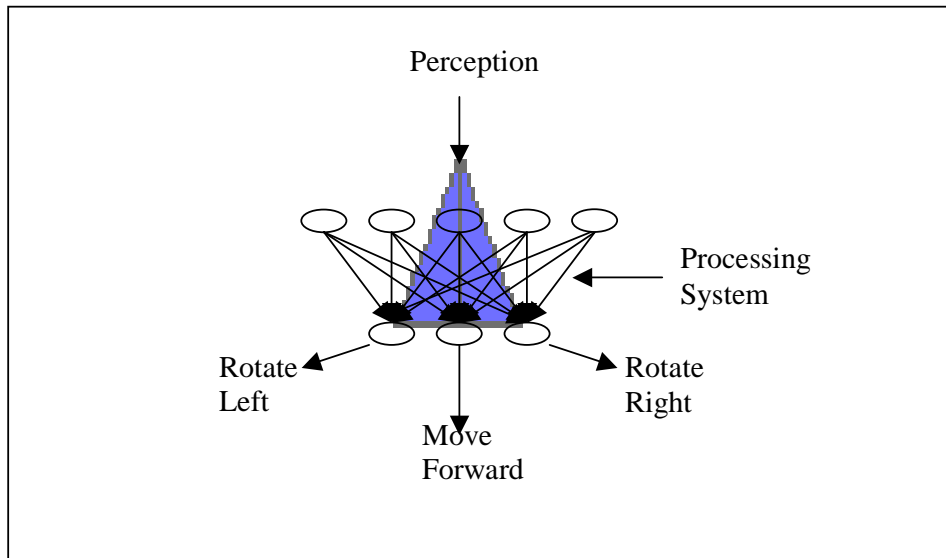 Perception
Processing
System
Rotate
Left
Rotate
Right
Move
Forward